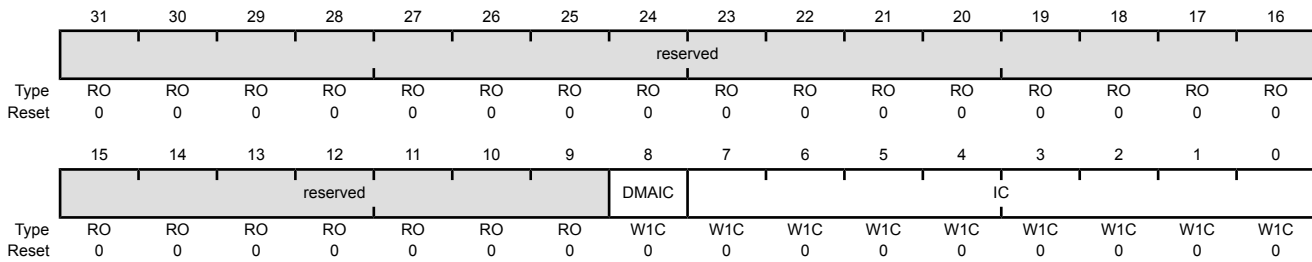 31 30 29 28 27 26 25 24 23 22 21 20 19 18 17 16
reserved
Type RO RO RO RO RO RO RO RO RO RO RO RO RO RO RO RO
Reset 0 0 0 0 0 0 0 0 0 0 0 0 0 0 0 0
15 14 13 12 11 10 9 8 7 6 5 4 3 2 1 0
reserved DMAIC IC
Type RO RO RO RO RO RO RO W1C W1C W1C W1C W1C W1C W1C W1C W1C
Reset 0 0 0 0 0 0 0 0 0 0 0 0 0 0 0 0